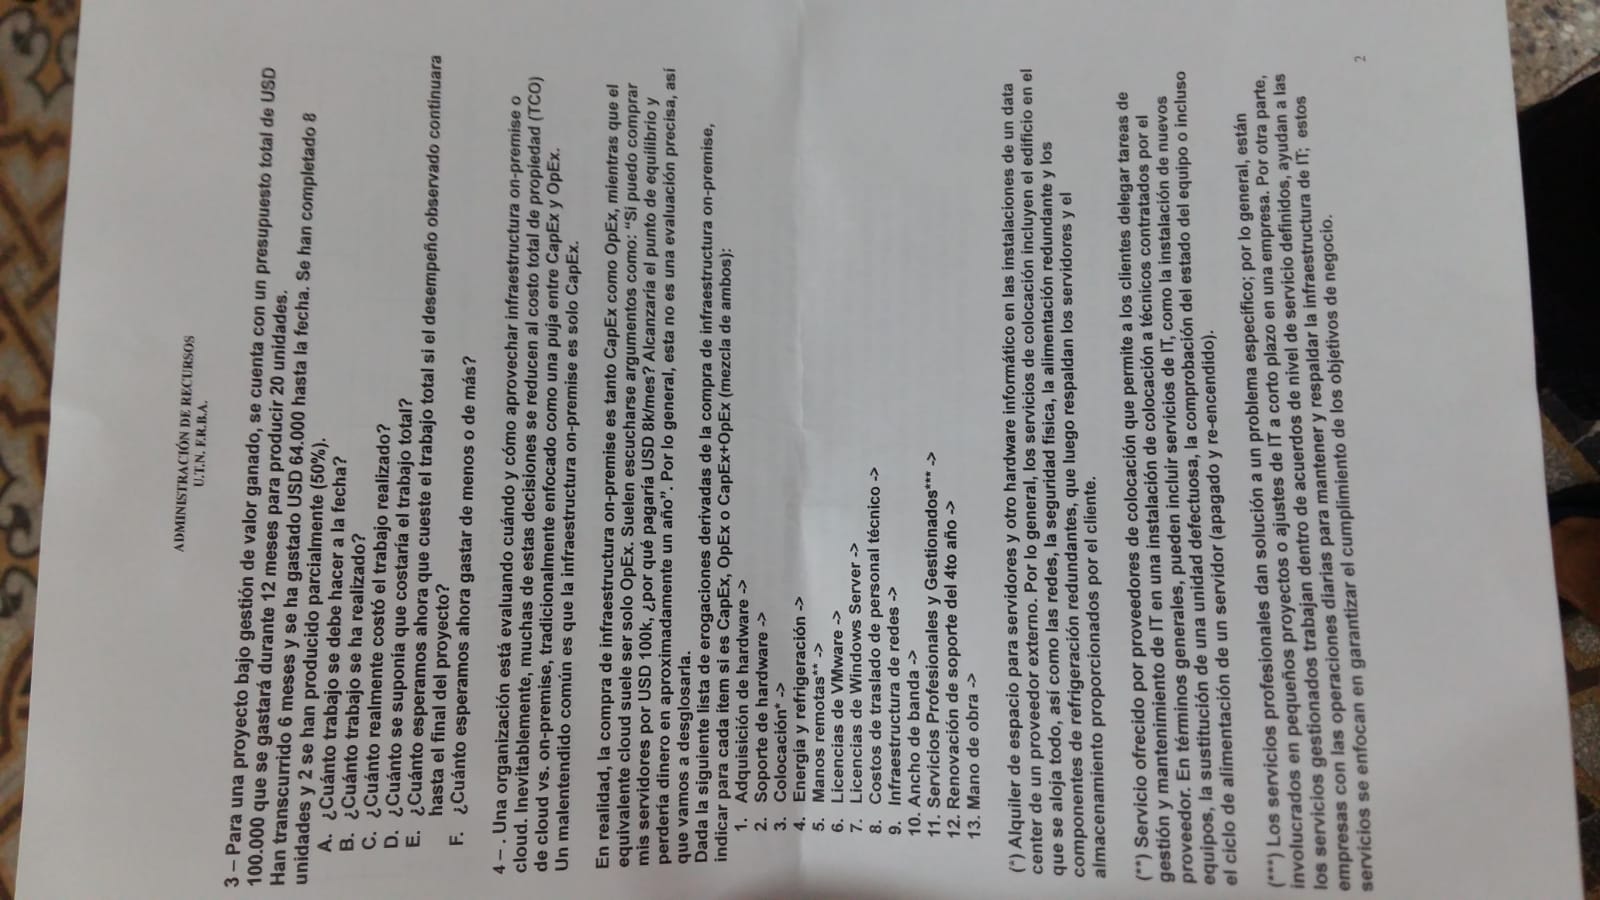 ADMINISTRACIÓN DE RECURSOS
U.T.N. F.R.B.A.
3 – Para una proyecto bajo gestión de valor ganado, se cuenta con un presupuesto total de USD
100.000 que se gastará durante 12 meses para producir 20 unidades.
Han transcurrido 6 meses y se ha gastado USD 64.000 hasta la fecha. Se han completado 8
unidades y 2 se han producido parcialmente (50%).
A. ¿Cuánto trabajo se debe hacer a la fecha?
B. ¿Cuánto trabajo se ha realizado?
C. ¿Cuánto realmente costó el trabajo realizado?
D. ¿Cuánto se suponía que costaría el trabajo total?
E. ¿Cuánto esperamos ahora que cueste el trabajo total si el desempeño observado continuara
hasta el final del proyecto?
F. ¿Cuánto esperamos ahora gastar de menos o de más?
4 – . Una organización está evaluando cuándo y cómo aprovechar infraestructura on-premise o
cloud. Inevitablemente, muchas de estas decisiones se reducen al costo total de propiedad (TCO)
de cloud vs. on-premise, tradicionalmente enfocado como una puja entre CapEx y OpEx.
Un malentendido común es que la infraestructura on-premise es solo CapEx.
En realidad, la compra de infraestructura on-premise es tanto CapEx como OpEx, mientras que el
equivalente cloud suele ser solo OpEx. Suelen escucharse argumentos como: “Si puedo comprar
mis servidores por USD 100k, ¿por qué pagaría USD 8k/mes? Alcanzaría el punto de equilibrio y
perdería dinero en aproximadamente un año”. Por lo general, esta no es una evaluación precisa, así
que vamos a desglosarla.
Dada la siguiente lista de erogaciones derivadas de la compra de infraestructura on-premise,
indicar para cada ítem si es CapEx, OpEx o CapEx+OpEx (mezcla de ambos):
1. Adquisición de hardware ->
2. Soporte de hardware ->
3. Colocación* ->
4. Energía y refrigeración ->
5. Manos remotas** ->
6. Licencias de VMware ->
7. Licencias de Windows Server ->
8. Costos de traslado de personal técnico ->
9. Infraestructura de redes ->
10. Ancho de banda ->
11. Servicios Profesionales y Gestionados*** ->
12. Renovación de soporte del 4to año ->
13. Mano de obra ->
(*) Alquiler de espacio para servidores y otro hardware informático en las instalaciones de un data
center de un proveedor externo. Por lo general, los servicios de colocación incluyen el edificio en el
que se aloja todo, así como las redes, la seguridad física, la alimentación redundante y los
componentes de refrigeración redundantes, que luego respaldan los servidores y el
almacenamiento proporcionados por el cliente.
(**) Servicio ofrecido por proveedores de colocación que permite a los clientes delegar tareas de
gestión y mantenimiento de IT en una instalación de colocación a técnicos contratados por el
proveedor. En términos generales, pueden incluir servicios de IT, como la instalación de nuevos
equipos, la sustitución de una unidad defectuosa, la comprobación del estado del equipo o incluso
el ciclo de alimentación de un servidor (apagado y re-encendido).
(***) Los servicios profesionales dan solución a un problema específico; por lo general, están
involucrados en pequeños proyectos o ajustes de IT a corto plazo en una empresa. Por otra parte,
los servicios gestionados trabajan dentro de acuerdos de nivel de servicio definidos, ayudan a las
empresas con las operaciones diarias para mantener y respaldar la infraestructura de IT; estos
servicios se enfocan en garantizar el cumplimiento de los objetivos de negocio.
2